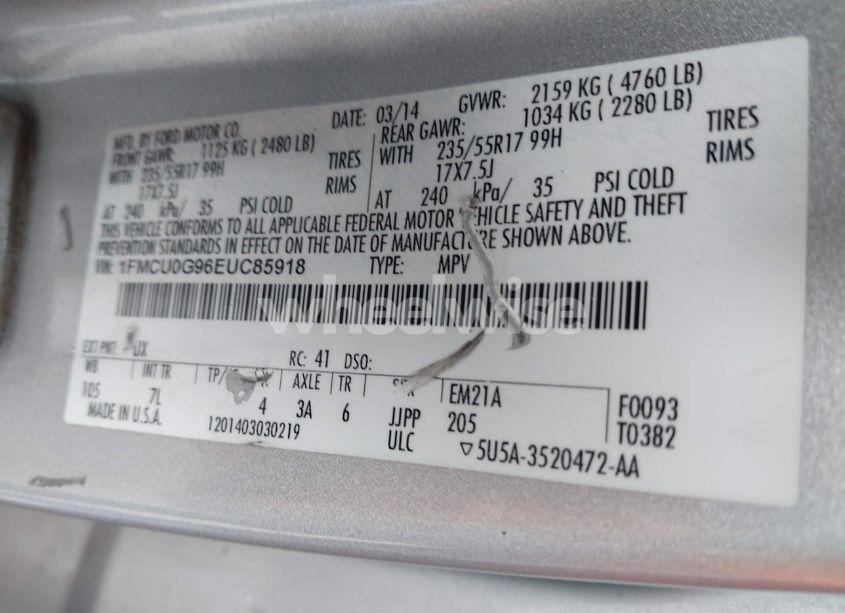 MFD. BY FORD MOTOR CO.
DATE: 03/14
GVWR: 2159 KG ( 4760 LB)
FRONT GAWR: 1125 KG ( 2480 LB)
REAR GAWR: 1034 KG ( 2280 LB)
WITH 235/55R17 99H TIRES
WITH 235/55R17 99H TIRES
17X7.5J RIMS
17X7.5J RIMS
AT 240 kPa/ 35 PSI COLD
AT 240 kPa/ 35 PSI COLD
THIS VEHICLE CONFORMS TO ALL APPLICABLE FEDERAL MOTOR VEHICLE SAFETY AND THEFT
PREVENTION STANDARDS IN EFFECT ON THE DATE OF MANUFACTURE SHOWN ABOVE.
VIN: 1FMCU0G96EUC85918 TYPE: MPV
wheelwise
EXT PNT: UX RC: 41 DSO:
WB INT TR TP/ AXLE TR
105 7L 4 3A 6 JJPP EM21A F0093
205 T0382
MADE IN U.S.A. 1201403030219 ULC 5U5A-3520472-AA